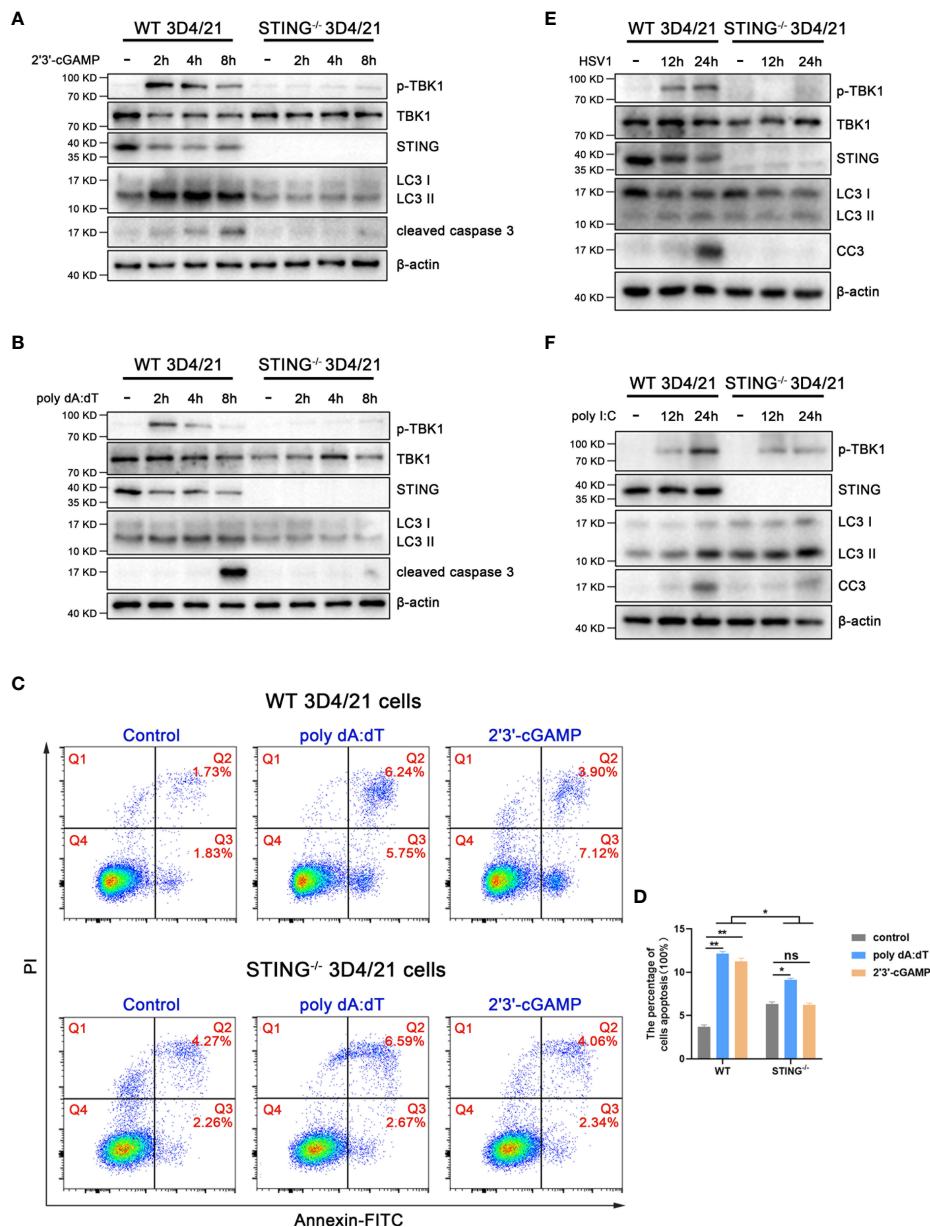 A
WT 3D4/21 STING-/- 3D4/21
2'3'-cGAMP - 2h 4h 8h - 2h 4h 8h
100 KD
70 KD
p-TBK1
70 KD
TBK1
40 KD
35 KD
STING
17 KD
10 KD
LC3 I
LC3 II
17 KD
cleaved caspase 3
40 KD
β-actin
B
WT 3D4/21 STING-/- 3D4/21
poly dA:dT - 2h 4h 8h - 2h 4h 8h
100 KD
70 KD
p-TBK1
70 KD
TBK1
40 KD
35 KD
STING
17 KD
10 KD
LC3 I
LC3 II
17 KD
cleaved caspase 3
40 KD
β-actin
E
WT 3D4/21 STING-/- 3D4/21
HSV1 - 12h 24h - 12h 24h
100 KD
70 KD
p-TBK1
70 KD
TBK1
40 KD
35 KD
STING
17 KD
10 KD
LC3 I
LC3 II
17 KD
CC3
40 KD
β-actin
F
WT 3D4/21 STING-/- 3D4/21
poly I:C - 12h 24h - 12h 24h
100 KD
70 KD
p-TBK1
40 KD
35 KD
STING
17 KD
10 KD
LC3 I
LC3 II
17 KD
CC3
40 KD
β-actin
C
WT 3D4/21 cells
Control poly dA:dT 2'3'-cGAMP
Q1 Q2 1.73% Q4 Q3 1.83%
Q1 Q2 6.24% Q4 Q3 5.75%
Q1 Q2 3.90% Q4 Q3 7.12%
STING-/- 3D4/21 cells
Control poly dA:dT 2'3'-cGAMP
Q1 Q2 4.27% Q4 Q3 2.26%
Q1 Q2 6.59% Q4 Q3 2.67%
Q1 Q2 4.06% Q4 Q3 2.34%
PI
Annexin-FITC
D
The percentage of
cells apoptosis (100%)
15
10
5
0
*
**
**
ns
*
WT STING-/-
control
poly dA:dT
2'3'-cGAMP